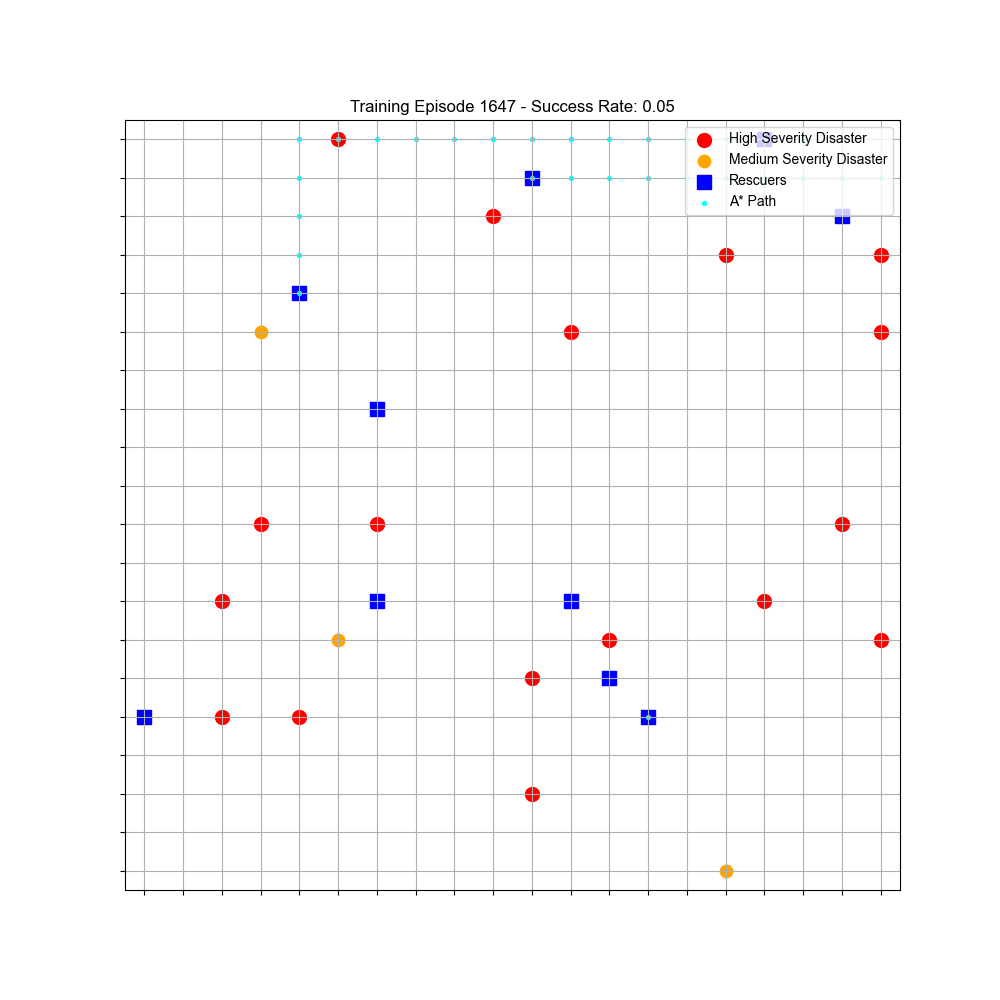 Training Episode 1647 - Success Rate: 0.05
High Severity Disaster
Medium Severity Disaster
Rescuers
A* Path